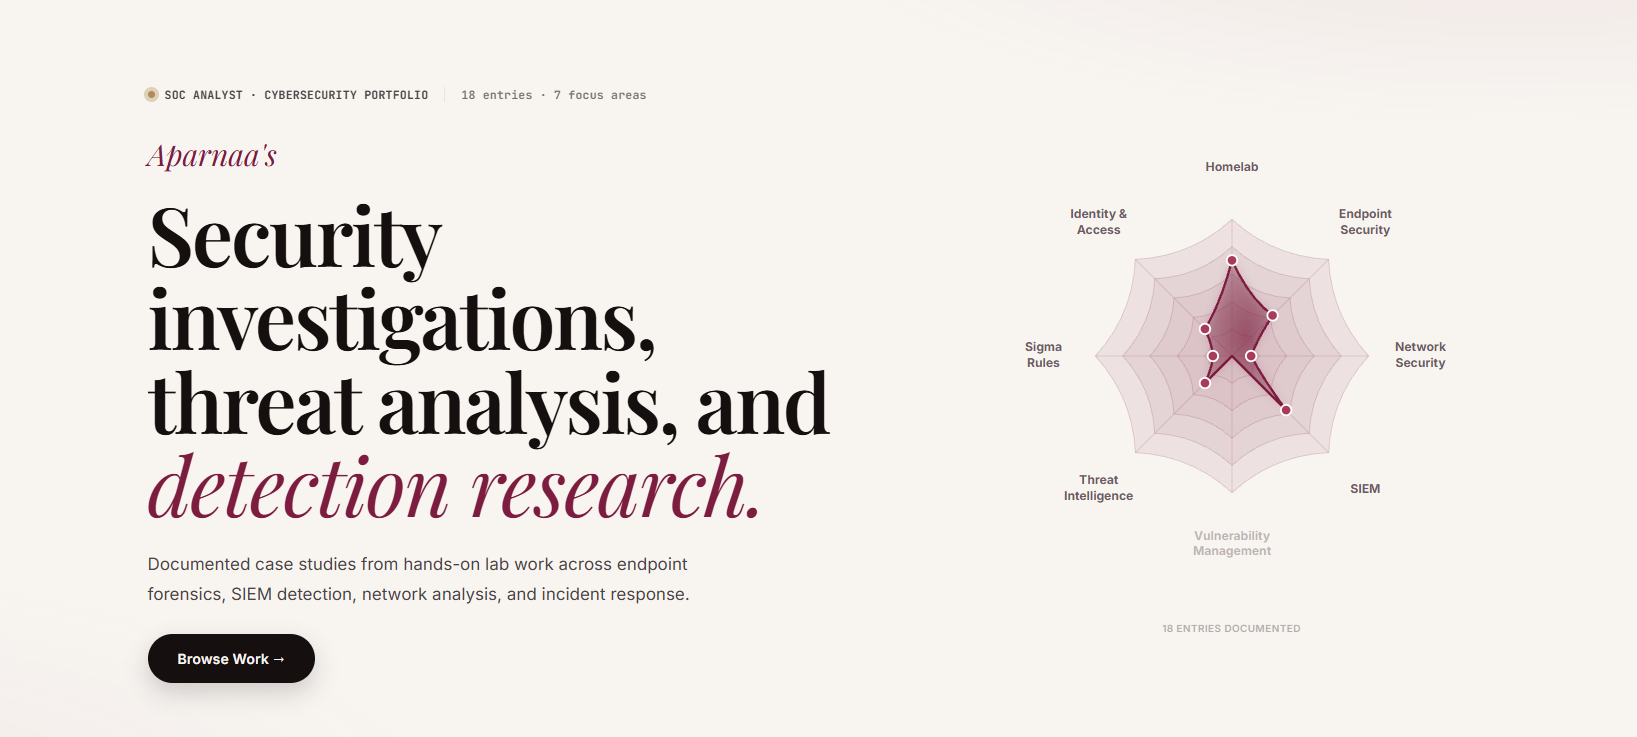 SOC ANALYST · CYBERSECURITY PORTFOLIO
18 entries · 7 focus areas
Aparnaa's
Security
investigations,
threat analysis, and
detection research.
Documented case studies from hands-on lab work across endpoint
forensics, SIEM detection, network analysis, and incident response.
Browse Work →
Homelab
Identity &
Access
Endpoint
Security
Sigma
Rules
Network
Security
Threat
Intelligence
SIEM
Vulnerability
Management
18 ENTRIES DOCUMENTED